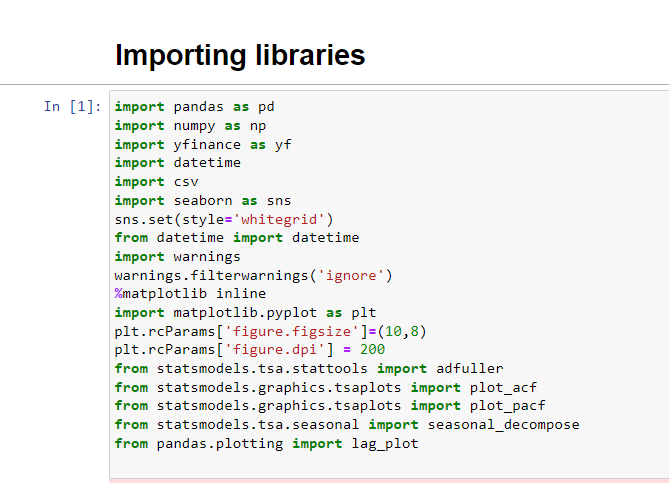 Importing libraries
In [1]:
import pandas as pd
import numpy as np
import yfinance as yf
import datetime
import csv
import seaborn as sns
sns.set(style='whitegrid')
from datetime import datetime
import warnings
warnings.filterwarnings('ignore')
%matplotlib inline
import matplotlib.pyplot as plt
plt.rcParams['figure.figsize']=(10,8)
plt.rcParams['figure.dpi'] = 200
from statsmodels.tsa.stattools import adfuller
from statsmodels.graphics.tsaplots import plot_acf
from statsmodels.graphics.tsaplots import plot_pacf
from statsmodels.tsa.seasonal import seasonal_decompose
from pandas.plotting import lag_plot